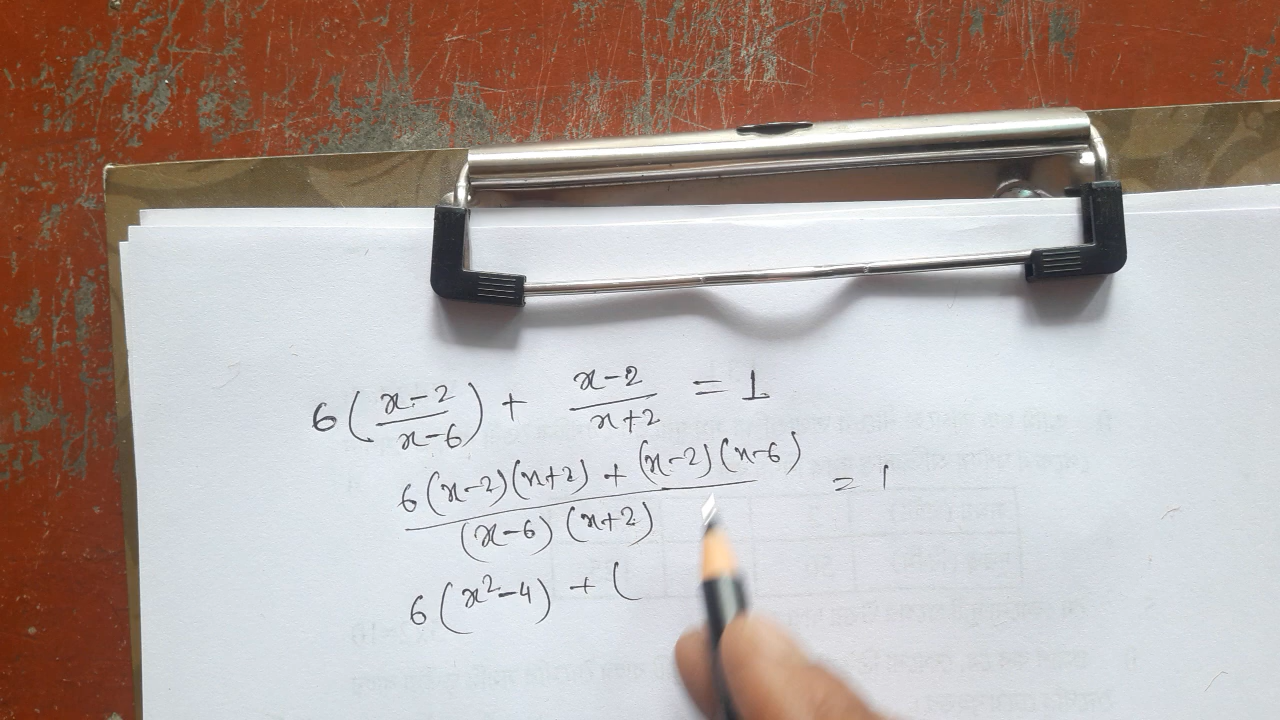 6(x-2/x-6) + x-2/x+2 = 1
6(x-2)(x+2) + (x-2)(x-6)/(x-6)(x+2) = 1
6(x²-4) + (